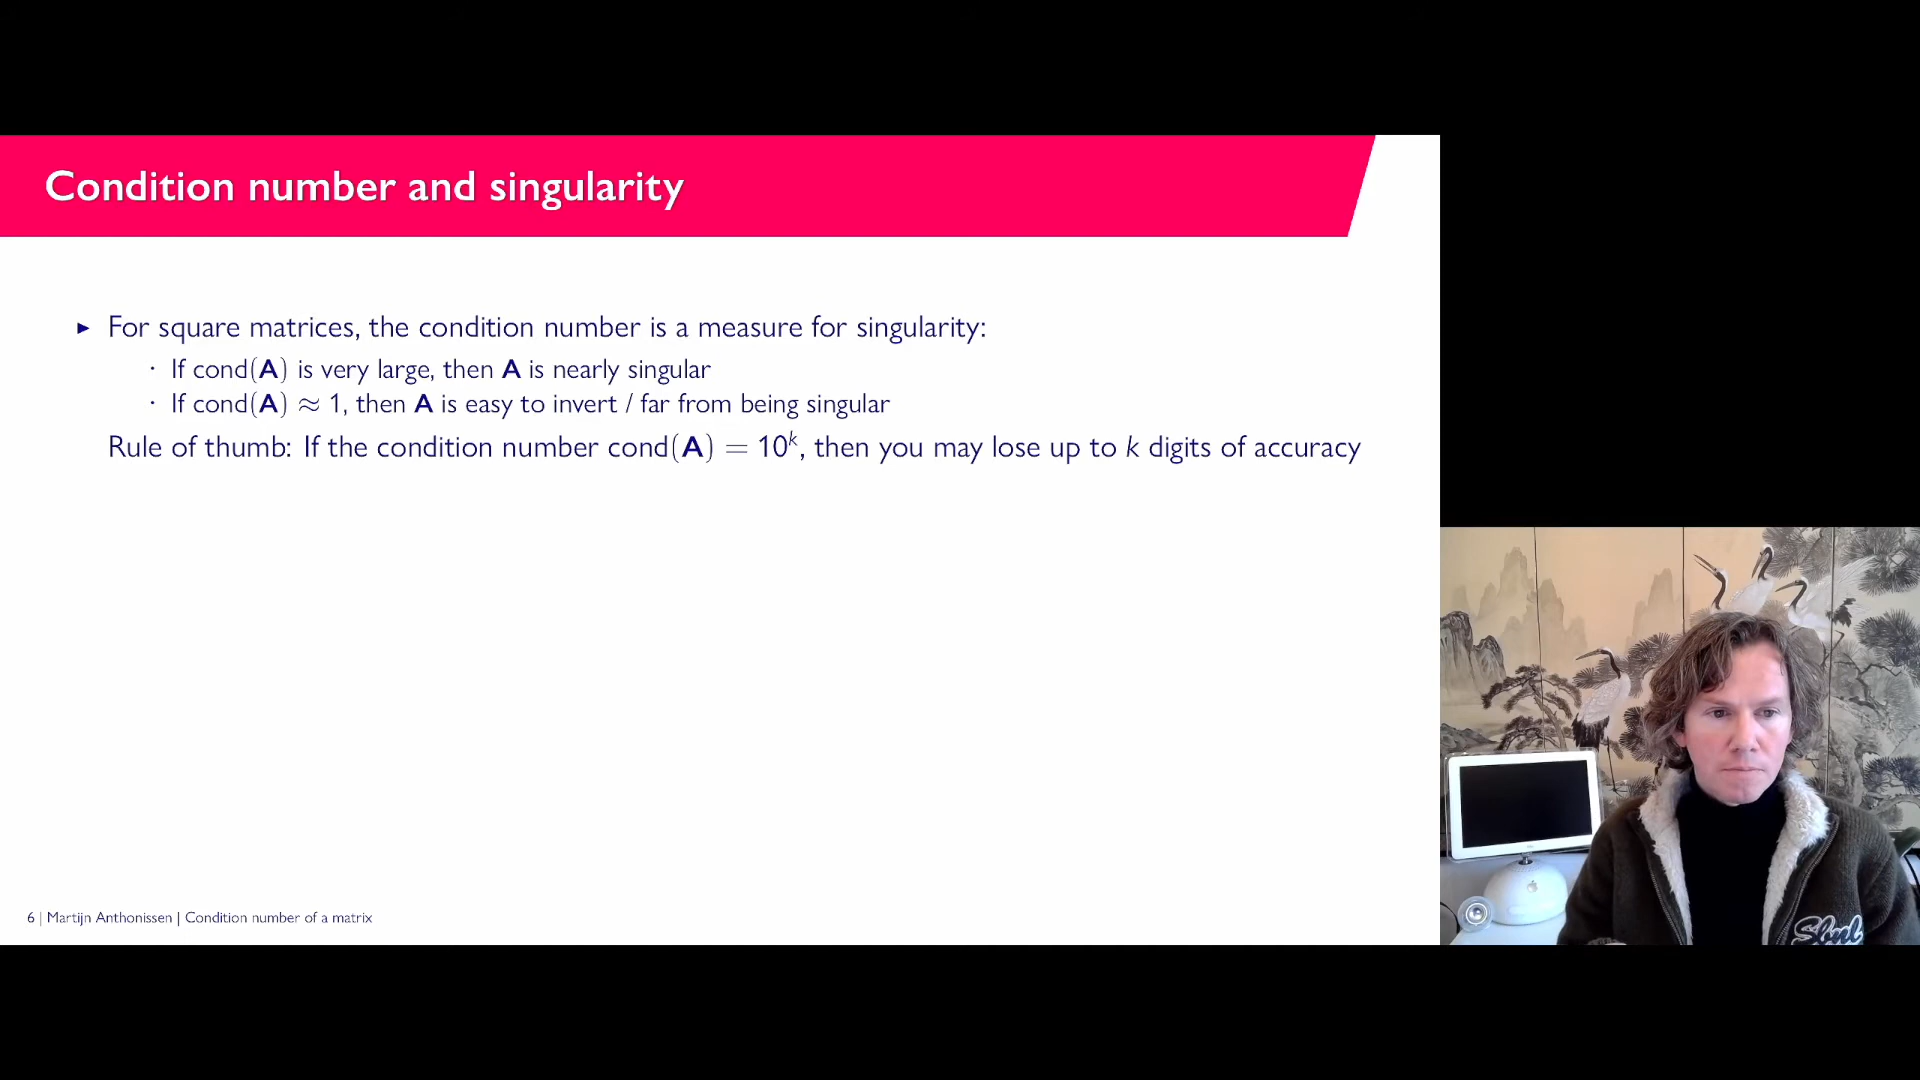 Condition number and singularity
▸ For square matrices, the condition number is a measure for singularity:
· If cond(A) is very large, then A is nearly singular
· If cond(A) ≈ 1, then A is easy to invert / far from being singular
Rule of thumb: If the condition number cond(A) = 10^k, then you may lose up to k digits of accuracy
6 | Martijn Anthonissen | Condition number of a matrix